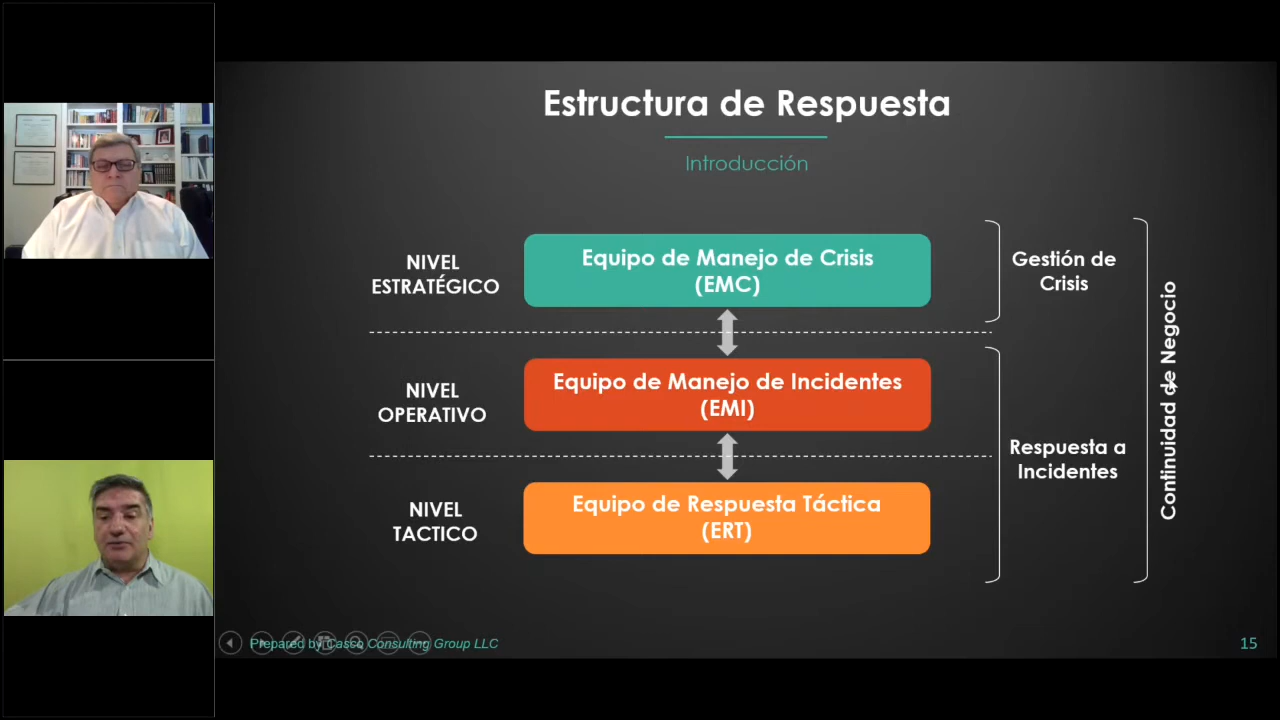 Estructura de Respuesta
Introducción
NIVEL
ESTRATÉGICO
Equipo de Manejo de Crisis
(EMC)
Gestión de
Crisis
NIVEL
OPERATIVO
Equipo de Manejo de Incidentes
(EMI)
NIVEL
TACTICO
Equipo de Respuesta Táctica
(ERT)
Respuesta a
Incidentes
Continuidad de Negocio
Prepared by Casco Consulting Group LLC
15